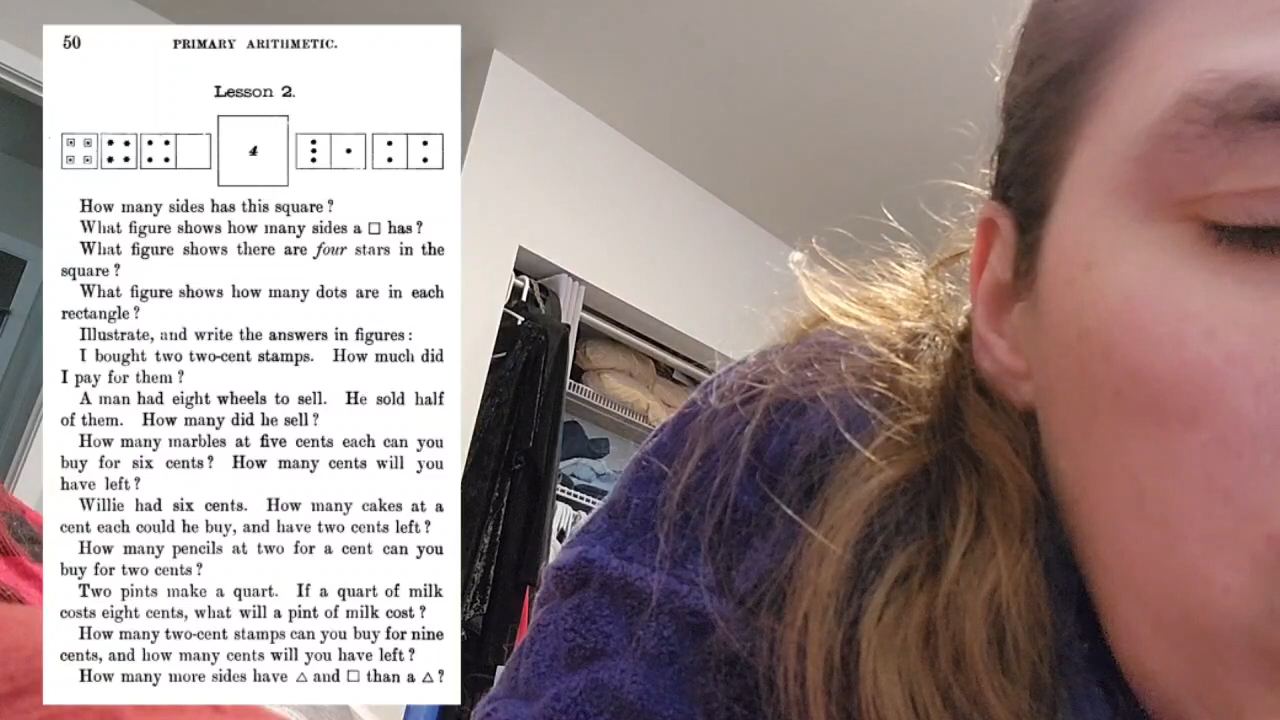 50 PRIMARY ARITHMETIC.
Lesson 2.
4
How many sides has this square?
What figure shows how many sides a □ has?
What figure shows there are four stars in the
square?
What figure shows how many dots are in each
rectangle?
Illustrate, and write the answers in figures:
I bought two two-cent stamps. How much did
I pay for them?
A man had eight wheels to sell. He sold half
of them. How many did he sell?
How many marbles at five cents each can you
buy for six cents? How many cents will you
have left?
Willie had six cents. How many cakes at a
cent each could he buy, and have two cents left?
How many pencils at two for a cent can you
buy for two cents?
Two pints make a quart. If a quart of milk
costs eight cents, what will a pint of milk cost?
How many two-cent stamps can you buy for nine
cents, and how many cents will you have left?
How many more sides have △ and □ than a △?